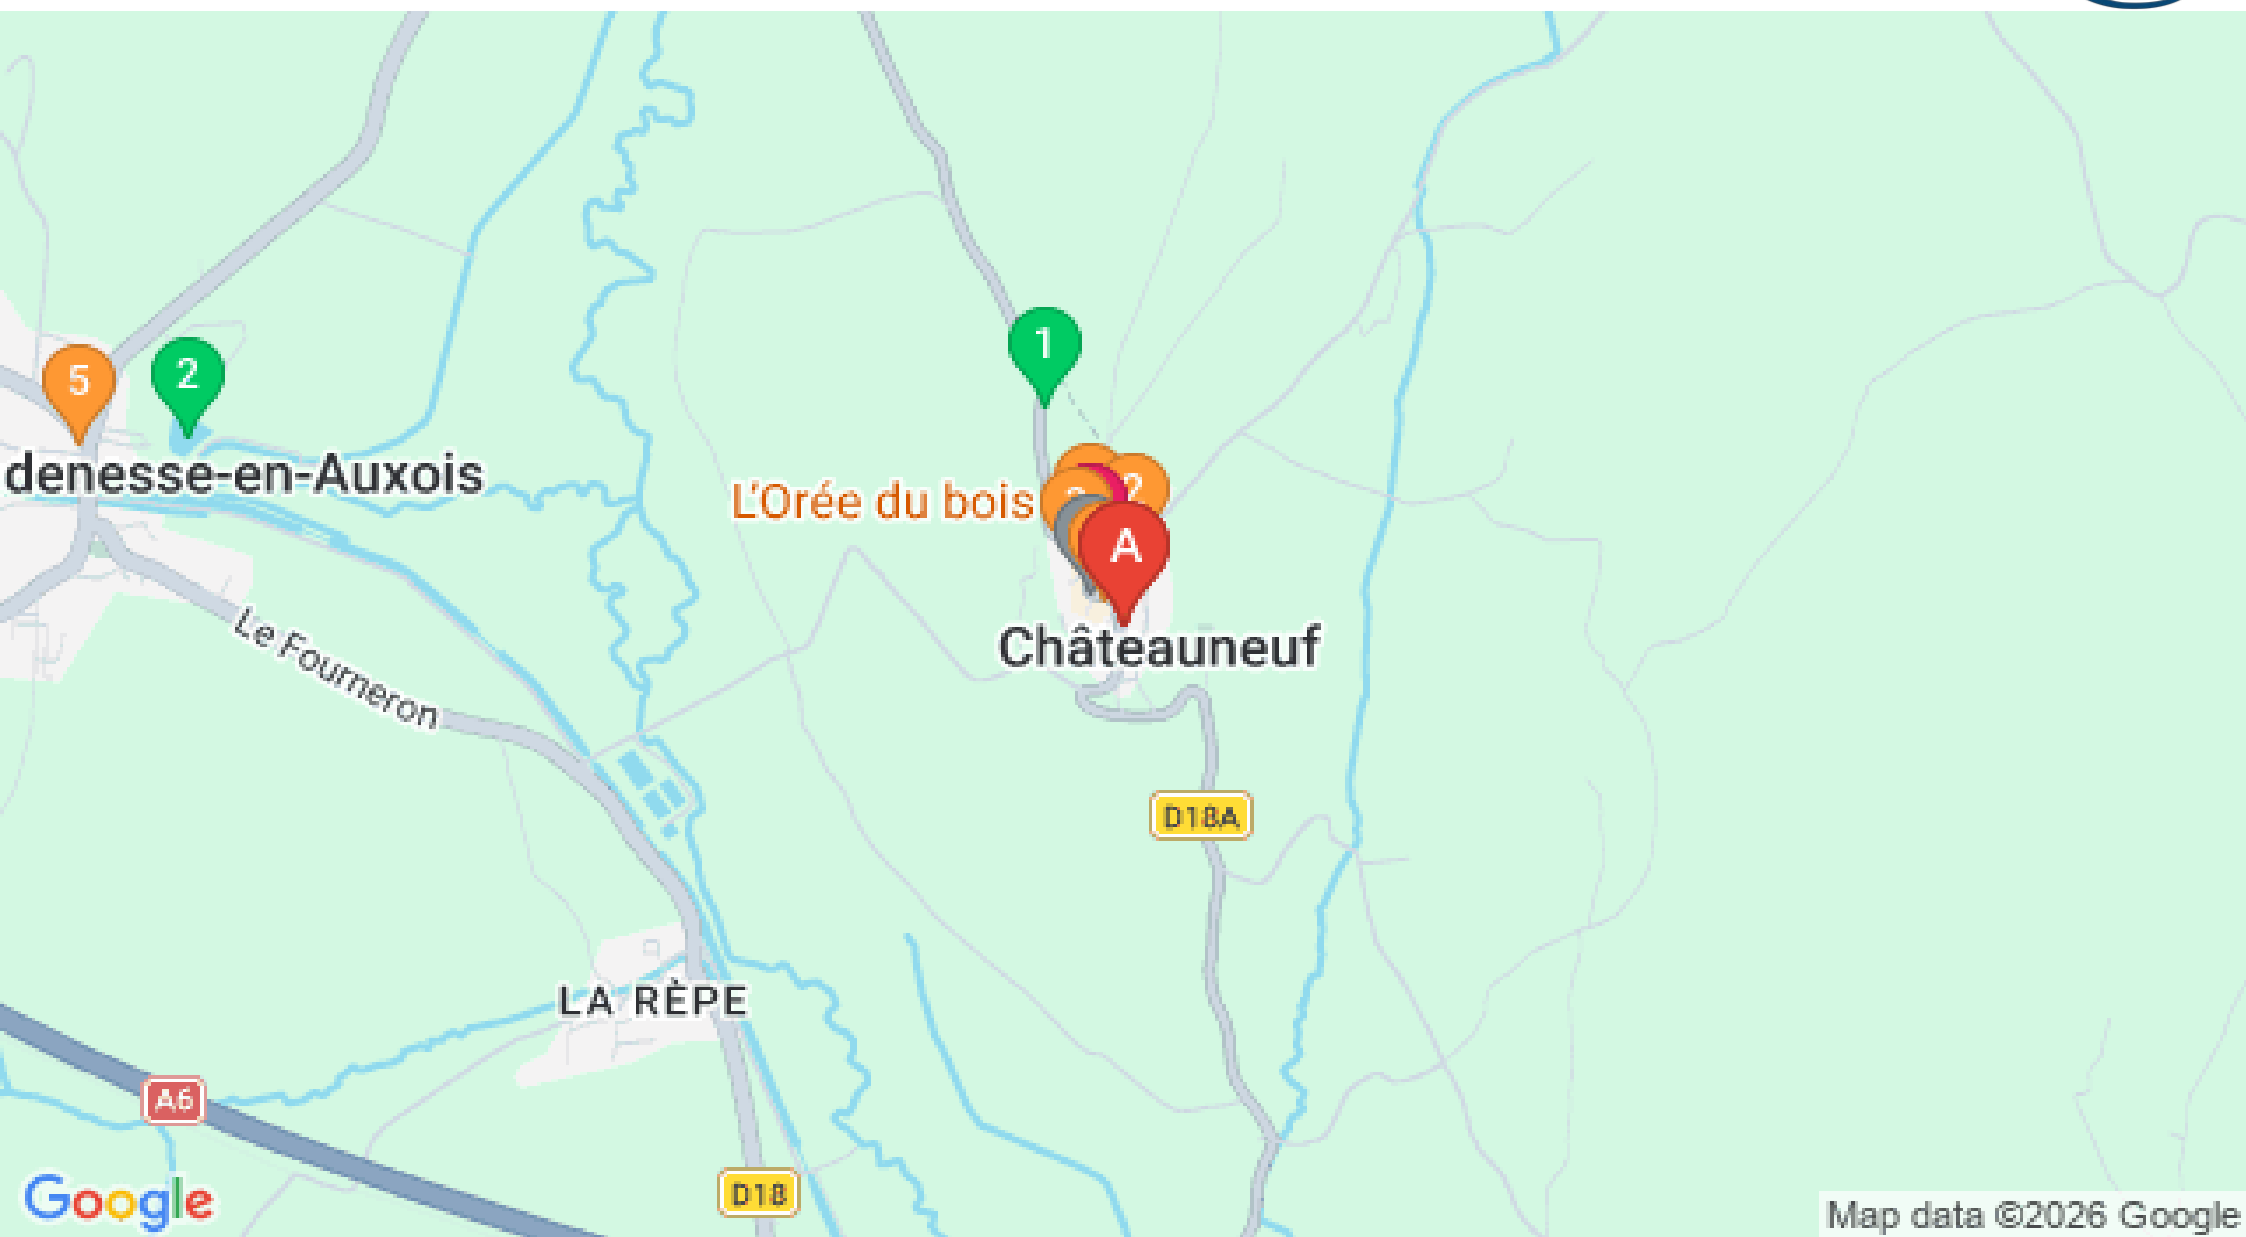 1
5
2
denesse-en-Auxois
L'Orée du bois
2
A
Châteauneuf
Le Fourneron
D18A
LA RÈPE
A6
D18
Google
Map data ©2026 Google